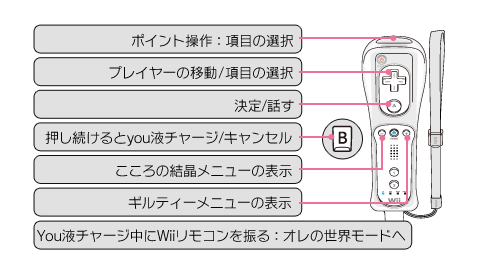 ポイント操作：項目の選択
プレイヤーの移動/項目の選択
決定/話す
押し続けるとyou液チャージ/キャンセル
B
こころの結晶メニューの表示
ギルティーメニューの表示
Wii
You液チャージ中にWiiリモコンを振る：オレの世界モードへ